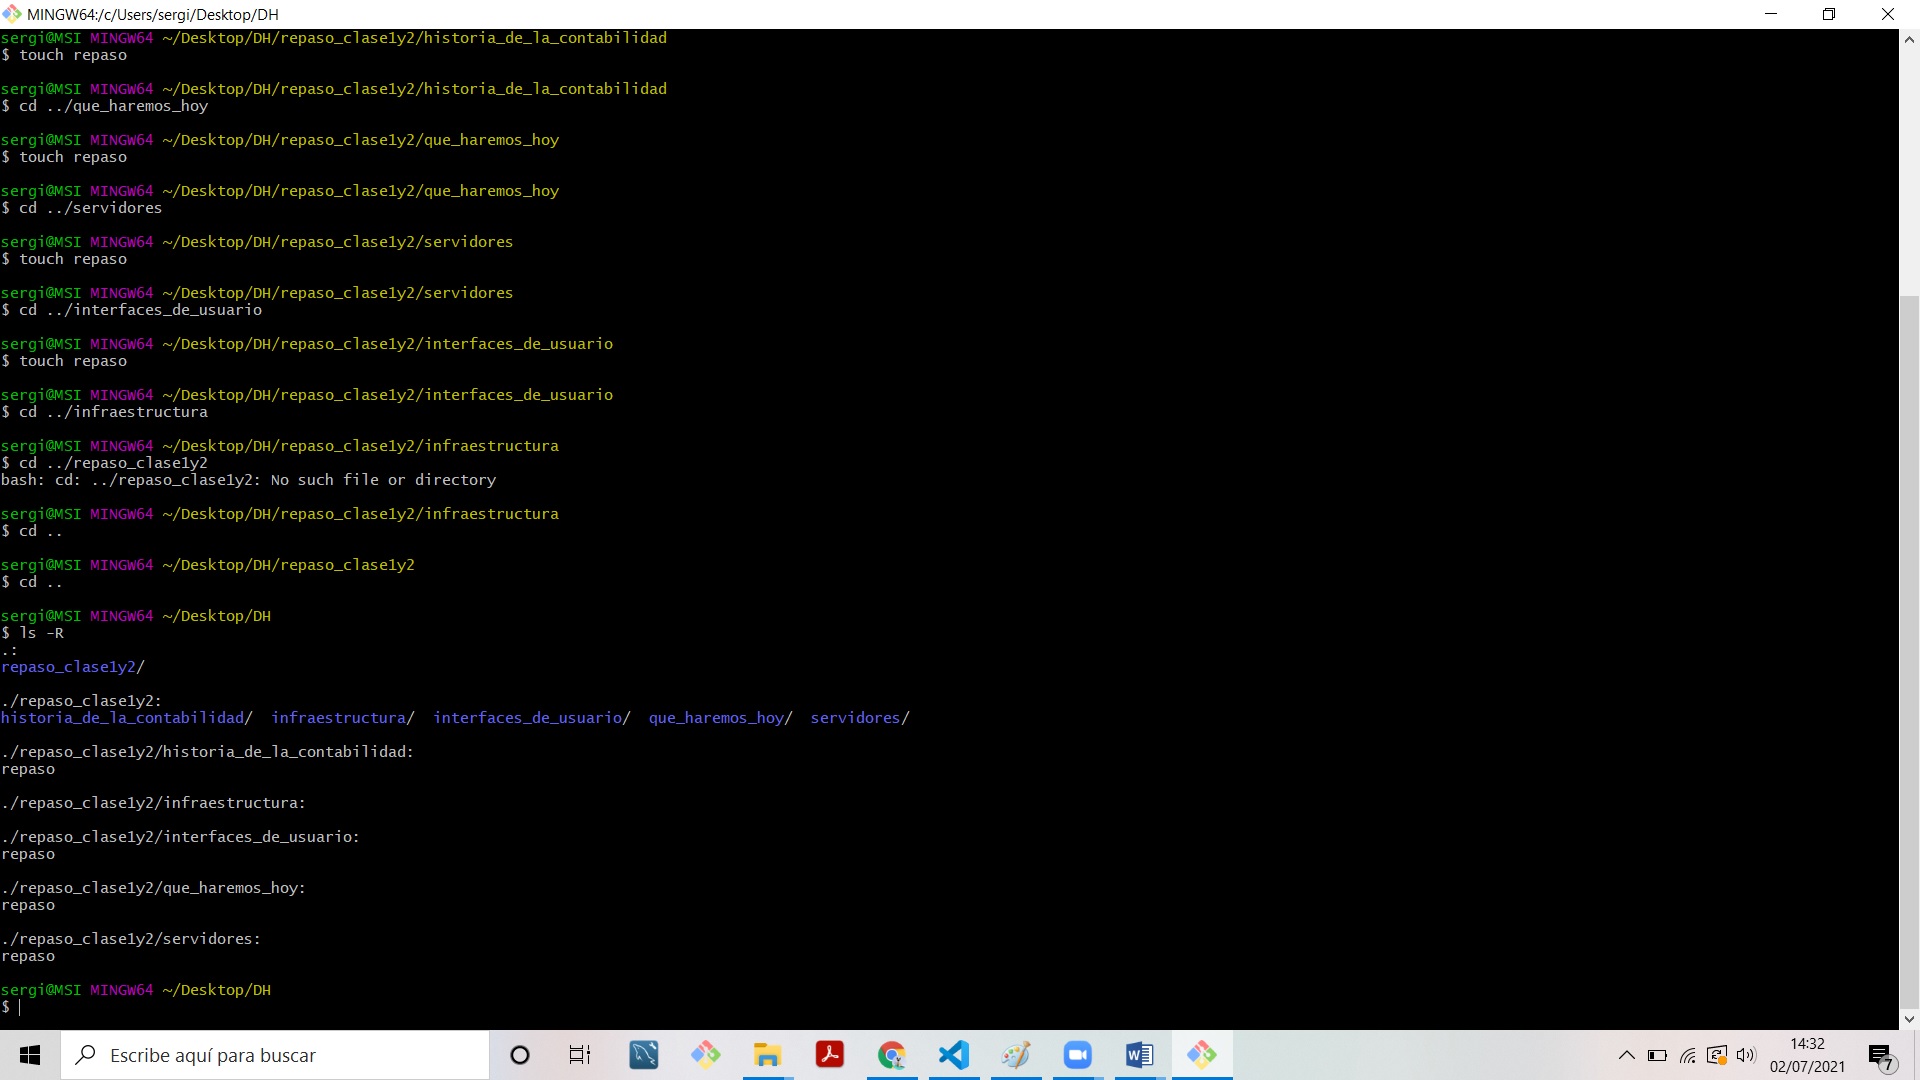 MINGW64:/c/Users/sergi/Desktop/DH
sergi@MSI MINGW64 ~/Desktop/DH/repaso_clase1y2/historia_de_la_contabilidad
$ touch repaso
sergi@MSI MINGW64 ~/Desktop/DH/repaso_clase1y2/historia_de_la_contabilidad
$ cd ../que_haremos_hoy
sergi@MSI MINGW64 ~/Desktop/DH/repaso_clase1y2/que_haremos_hoy
$ touch repaso
sergi@MSI MINGW64 ~/Desktop/DH/repaso_clase1y2/que_haremos_hoy
$ cd ../servidores
sergi@MSI MINGW64 ~/Desktop/DH/repaso_clase1y2/servidores
$ touch repaso
sergi@MSI MINGW64 ~/Desktop/DH/repaso_clase1y2/servidores
$ cd ../interfaces_de_usuario
sergi@MSI MINGW64 ~/Desktop/DH/repaso_clase1y2/interfaces_de_usuario
$ touch repaso
sergi@MSI MINGW64 ~/Desktop/DH/repaso_clase1y2/interfaces_de_usuario
$ cd ../infraestructura
sergi@MSI MINGW64 ~/Desktop/DH/repaso_clase1y2/infraestructura
$ cd ../repaso_clase1y2
bash: cd: ../repaso_clase1y2: No such file or directory
sergi@MSI MINGW64 ~/Desktop/DH/repaso_clase1y2/infraestructura
$ cd ..
sergi@MSI MINGW64 ~/Desktop/DH/repaso_clase1y2
$ cd ..
sergi@MSI MINGW64 ~/Desktop/DH
$ ls -R
.:
repaso_clase1y2/
./repaso_clase1y2:
historia_de_la_contabilidad/  infraestructura/  interfaces_de_usuario/  que_haremos_hoy/  servidores/
./repaso_clase1y2/historia_de_la_contabilidad:
repaso
./repaso_clase1y2/infraestructura:
./repaso_clase1y2/interfaces_de_usuario:
repaso
./repaso_clase1y2/que_haremos_hoy:
repaso
./repaso_clase1y2/servidores:
repaso
sergi@MSI MINGW64 ~/Desktop/DH
$
Escribe aquí para buscar
14:32
02/07/2021
7